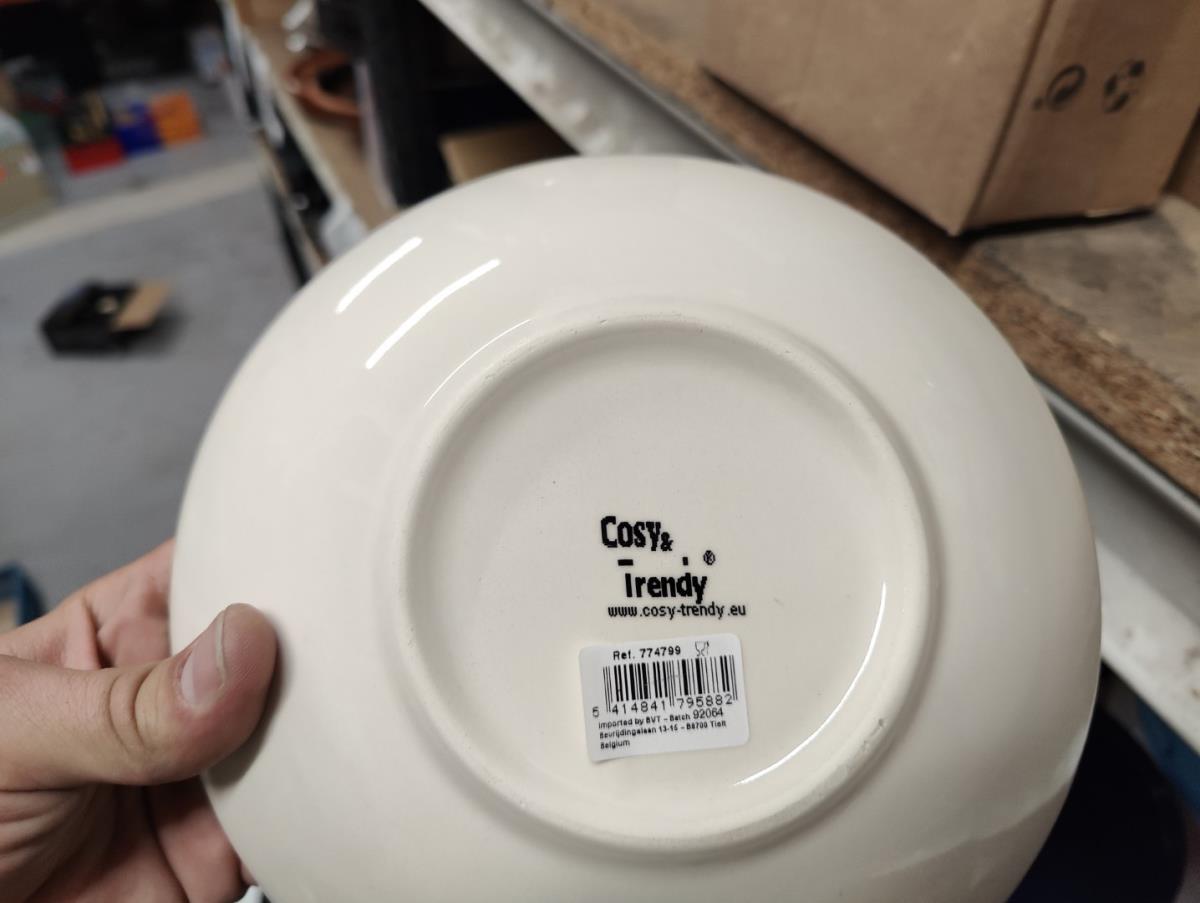 Cosy&
Trendy®
www.cosy-trendy.eu
Ref. 774799
5 414841 795882
imported by BVT - Batch 92064
Beurijdingslaan 13-15 - B8700 Tielt
Belgium